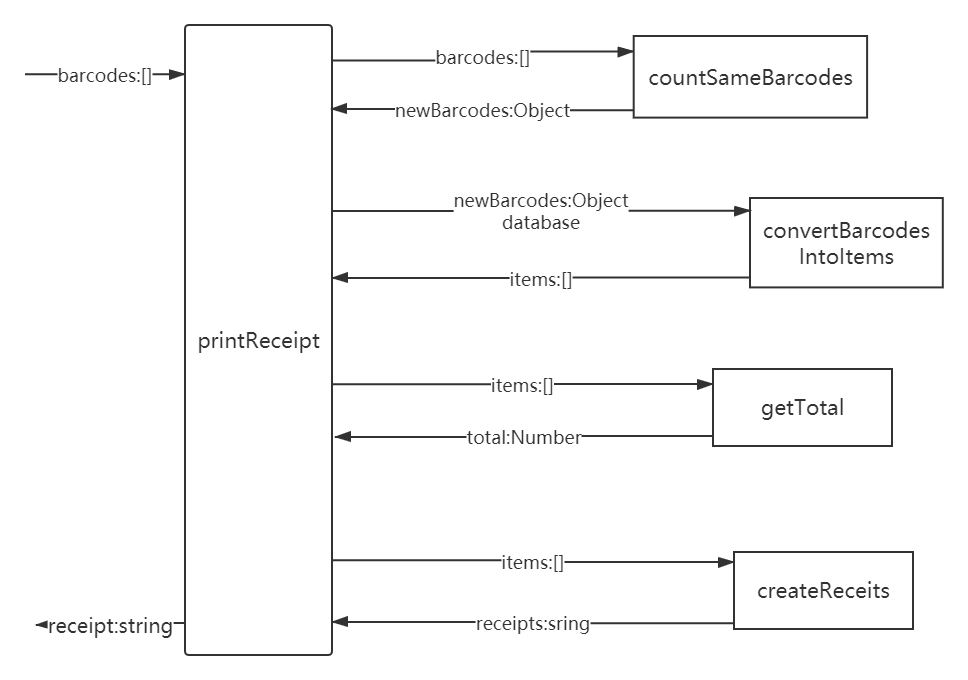 barcodes:[]
barcodes:[]
countSameBarcodes
newBarcodes:Object
newBarcodes:Object
database
convertBarcodes
IntoItems
items:[]
printReceipt
items:[]
getTotal
total:Number
items:[]
createReceits
receipts:sring
receipt:string